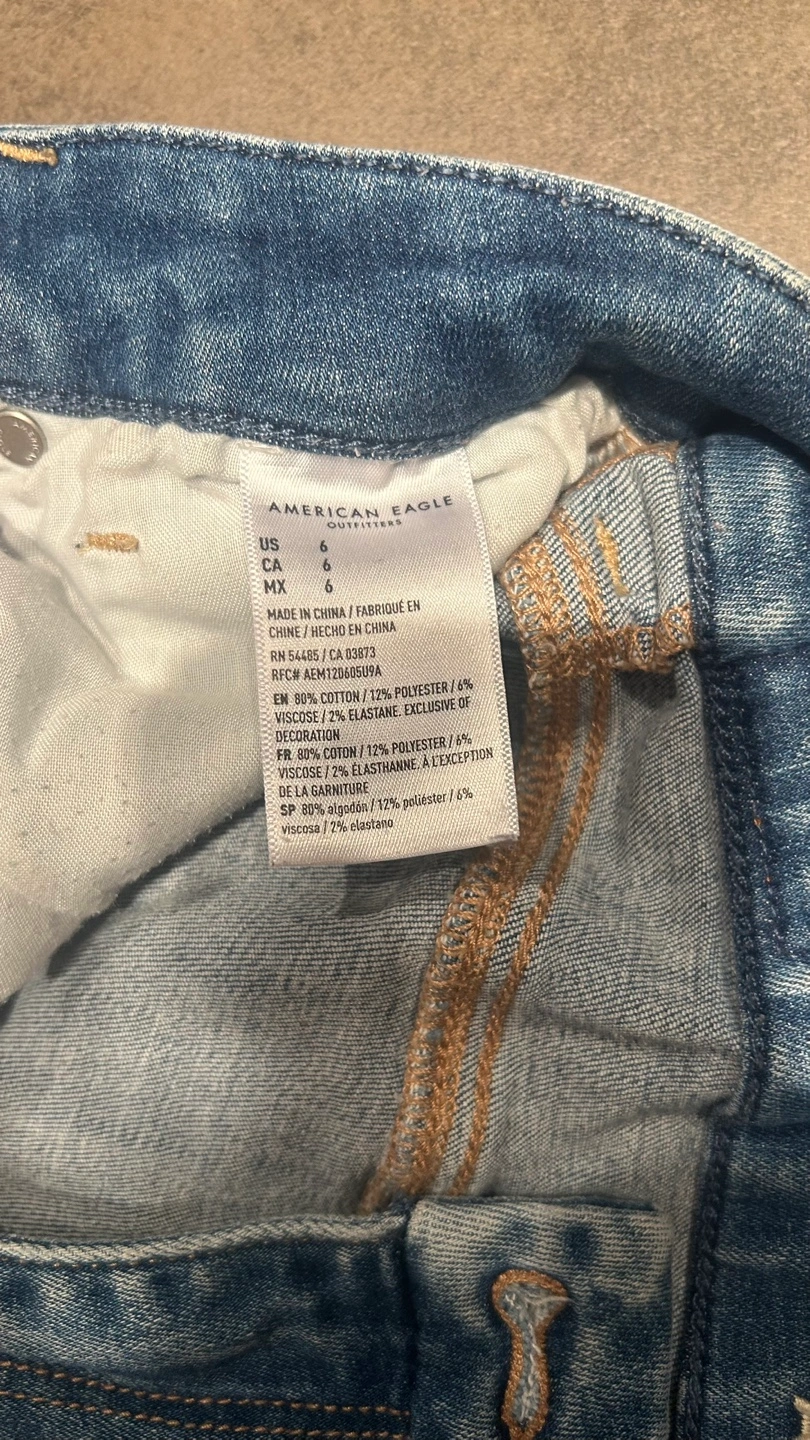 AMERICAN EAGLE
OUTFITTERS
US 6
CA 6
MX 6
MADE IN CHINA / FABRIQUÉ EN
CHINE / HECHO EN CHINA
RN 54485 / CA 03873
RFC# AEM120605U9A
EN 80% COTTON / 12% POLYESTER / 6%
VISCOSE / 2% ELASTANE. EXCLUSIVE OF
DECORATION
FR 80% COTON / 12% POLYESTER / 6%
VISCOSE / 2% ÉLASTHANNE. À L'EXCEPTION
DE LA GARNITURE
SP 80% algodón / 12% poliéster / 6%
viscosa / 2% elastano